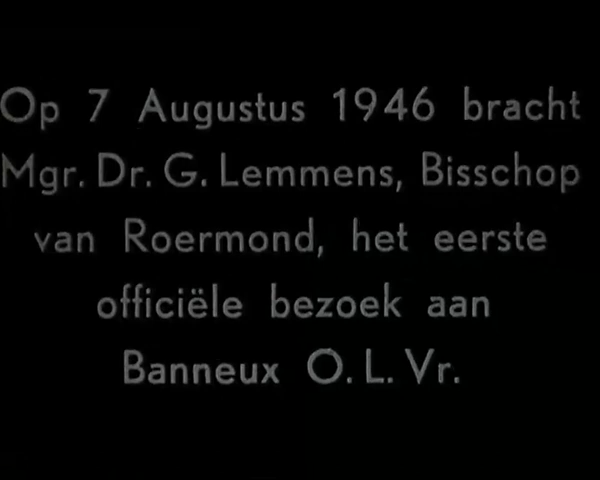 Op 7 Augustus 1946 bracht
Mgr. Dr. G. Lemmens, Bisschop
van Roermond, het eerste
officiële bezoek aan
Banneux O. L. Vr.